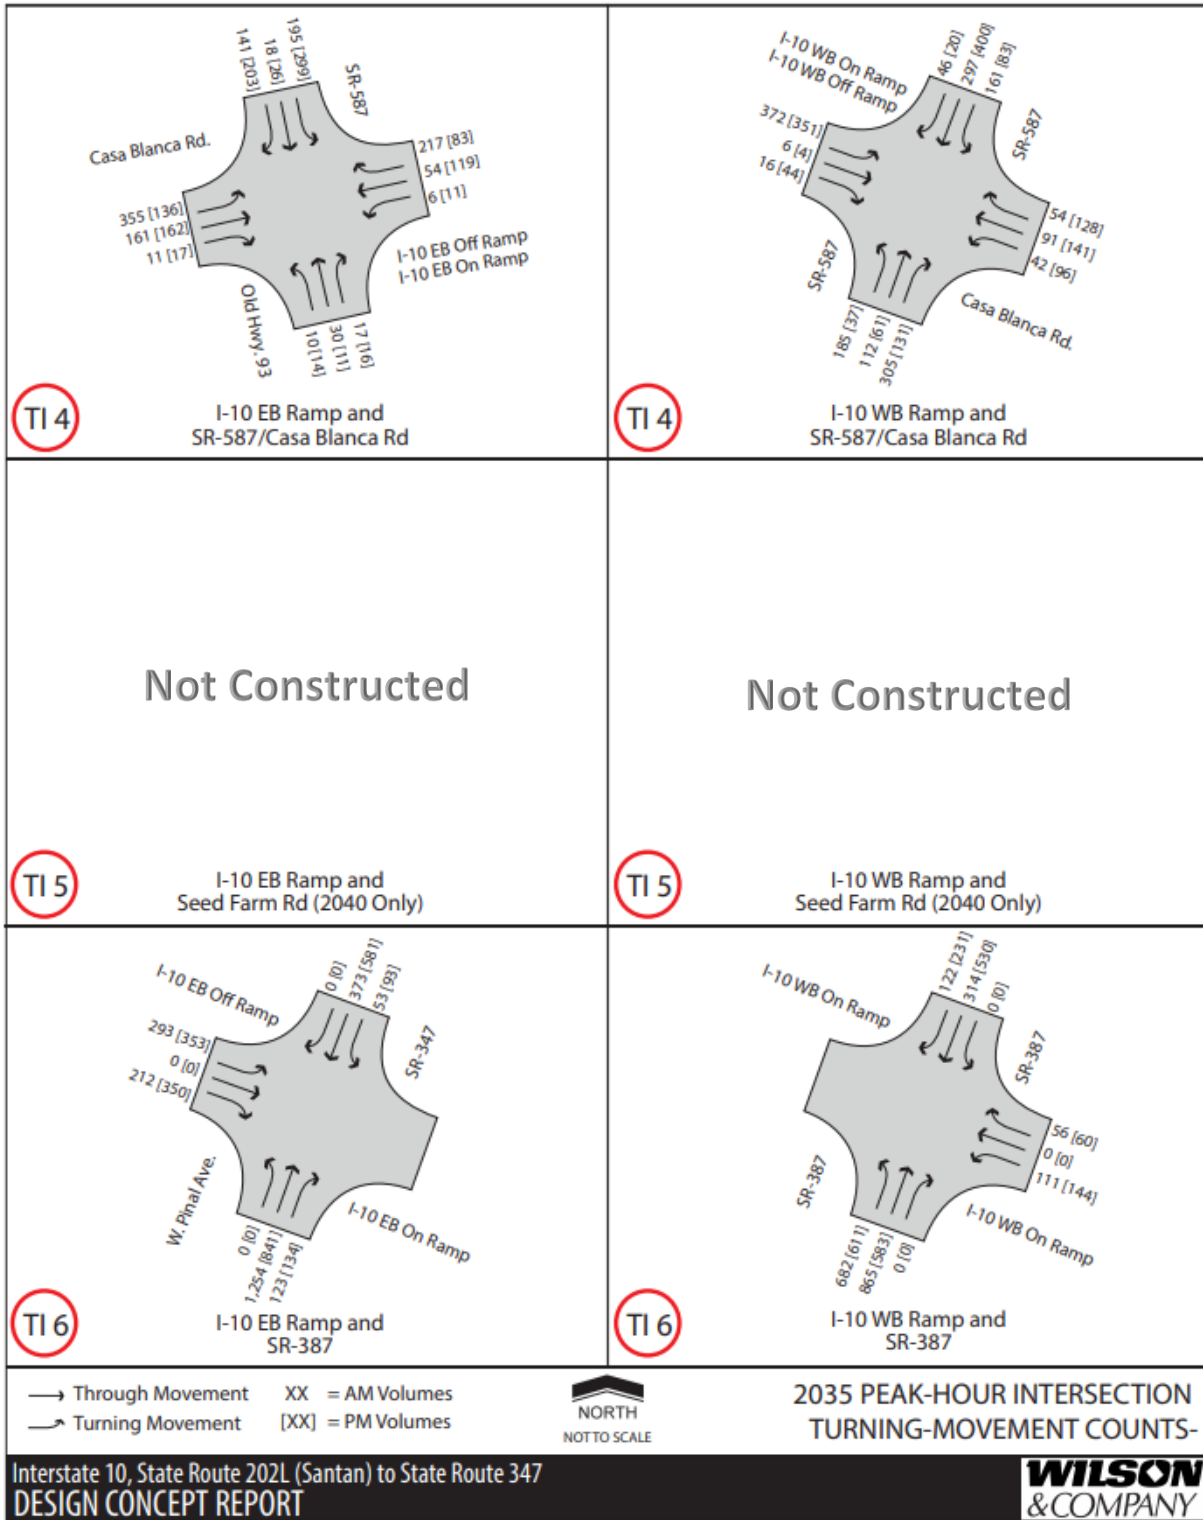 141 [203]
18 [26]
195 [299]
SR-587
Casa Blanca Rd.
217 [83]
54 [119]
6 [11]
355 [136]
161 [162]
11 [17]
I-10 EB Off Ramp
I-10 EB On Ramp
Old Hwy. 93
10 [14]
30 [11]
17 [16]
TI 4
I-10 EB Ramp and
SR-587/Casa Blanca Rd
I-10 WB On Ramp
I-10 WB Off Ramp
46 [20]
297 [400]
161 [83]
372 [351]
6 [4]
16 [44]
SR-587
54 [128]
91 [141]
42 [96]
SR-587
Casa Blanca Rd.
185 [37]
112 [61]
305 [131]
TI 4
I-10 WB Ramp and
SR-587/Casa Blanca Rd
Not Constructed
TI 5
I-10 EB Ramp and
Seed Farm Rd (2040 Only)
Not Constructed
TI 5
I-10 WB Ramp and
Seed Farm Rd (2040 Only)
I-10 EB Off Ramp
0 [0]
373 [581]
53 [93]
293 [353]
0 [0]
212 [350]
SR-347
W. Pinal Ave.
I-10 EB On Ramp
0 [0]
1,254 [841]
123 [134]
TI 6
I-10 EB Ramp and
SR-387
I-10 WB On Ramp
122 [231]
314 [530]
0 [0]
SR-387
56 [60]
0 [0]
111 [144]
SR-387
I-10 WB On Ramp
682 [611]
865 [583]
0 [0]
TI 6
I-10 WB Ramp and
SR-387
Through Movement XX = AM Volumes
Turning Movement [XX] = PM Volumes
NORTH
NOT TO SCALE
2035 PEAK-HOUR INTERSECTION
TURNING-MOVEMENT COUNTS-
Interstate 10, State Route 202L (Santan) to State Route 347
DESIGN CONCEPT REPORT
WILSON
&COMPANY